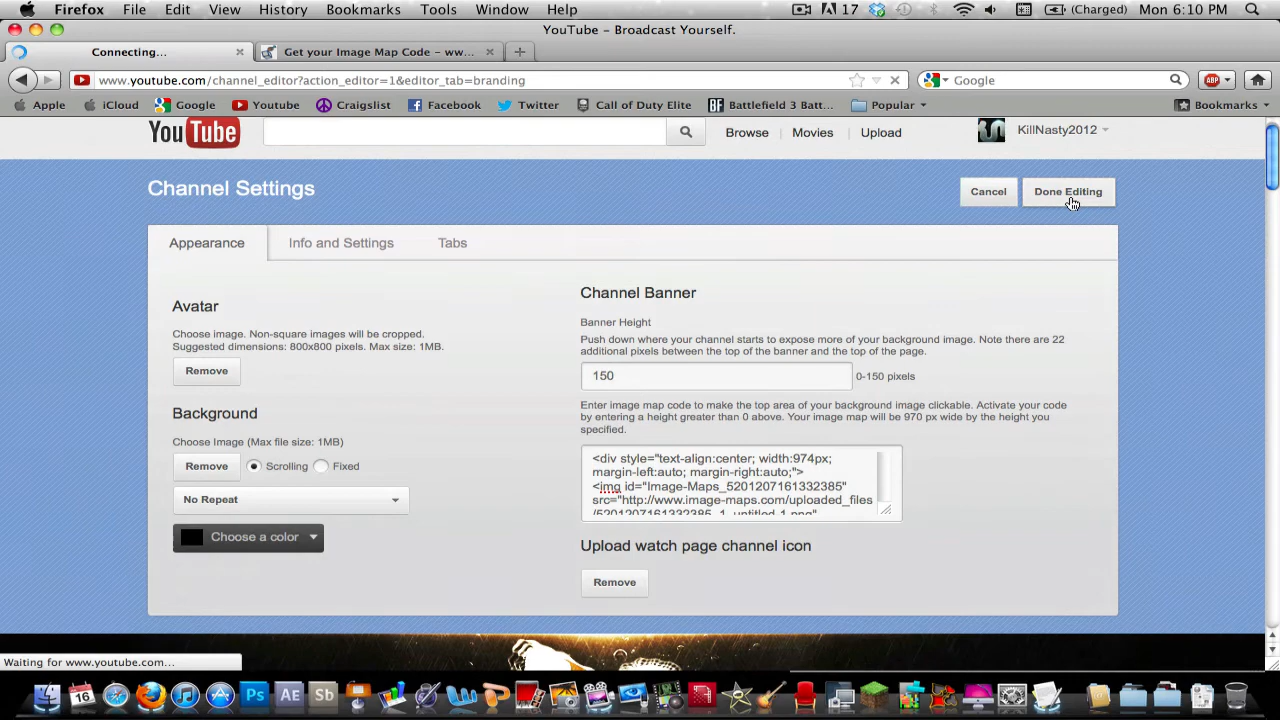 Firefox File Edit View History Bookmarks Tools Window Help 17 (Charged) Mon 6:10 PM
YouTube - Broadcast Yourself.
Connecting... Get your Image Map Code – ww...
www.youtube.com/channel_editor?action_editor=1&editor_tab=branding Google ABP
Apple iCloud Google Youtube Craigslist Facebook Twitter Call of Duty Elite BF Battlefield 3 Batt... Popular Bookmarks
YouTube Browse Movies Upload KillNasty2012
Channel Settings Cancel Done Editing
Appearance Info and Settings Tabs
Avatar
Choose image. Non-square images will be cropped.
Suggested dimensions: 800x800 pixels. Max size: 1MB.
Remove
Background
Choose Image (Max file size: 1MB)
Remove Scrolling Fixed
No Repeat
Choose a color
Channel Banner
Banner Height
Push down where your channel starts to expose more of your background image. Note there are 22
additional pixels between the top of the banner and the top of the page.
150 0-150 pixels
Enter image map code to make the top area of your background image clickable. Activate your code
by entering a height greater than 0 above. Your image map will be 970 px wide by the height you
specified.
<div style="text-align:center; width:974px;
margin-left:auto; margin-right:auto;">
<img id="Image-Maps_5201207161332385"
src="http://www.image-maps.com/uploaded_files
/5201207161332385_1_untitled-1.png"
Upload watch page channel icon
Remove
Waiting for www.youtube.com...
16 Ps Ae Sb